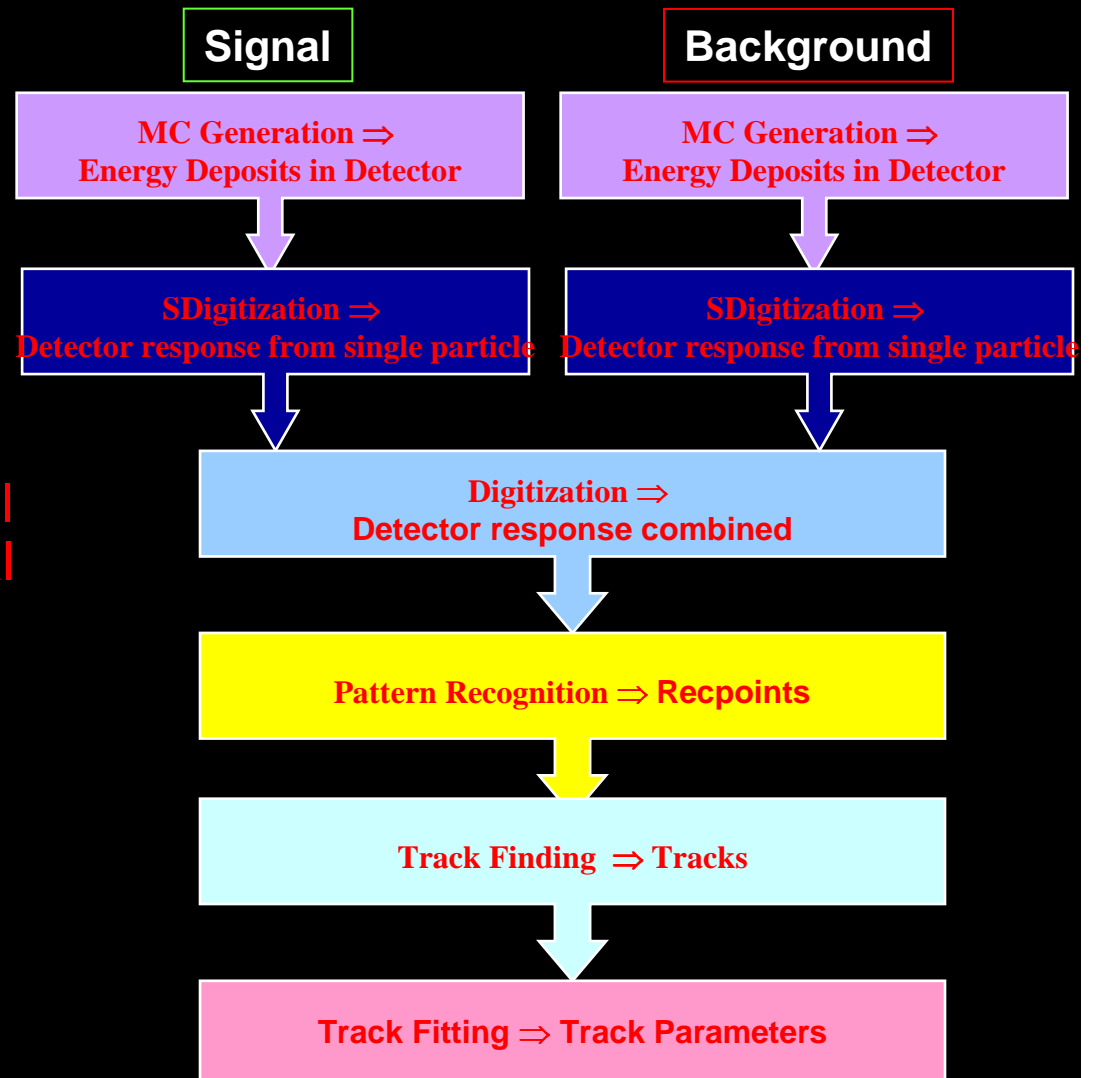 Signal
Background
MC Generation ⇒
Energy Deposits in Detector
MC Generation ⇒
Energy Deposits in Detector
SDigitization ⇒
Detector response from single particle
SDigitization ⇒
Detector response from single particle
Digitization ⇒
Detector response combined
Pattern Recognition ⇒ Recpoints
Track Finding ⇒ Tracks
Track Fitting ⇒ Track Parameters